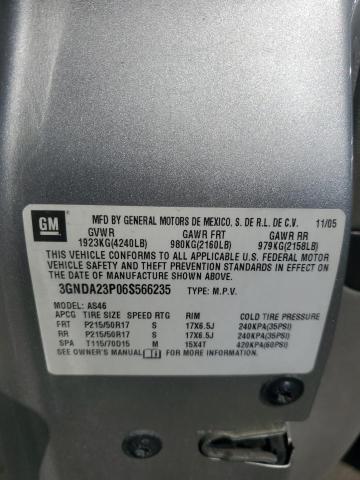 GM
MFD BY GENERAL MOTORS DE MEXICO, S. DE R.L. DE C.V. 11/05
GVWR GAWR FRT GAWR RR
1923KG(4240LB) 980KG(2160LB) 979KG(2158LB)
THIS VEHICLE CONFORMS TO ALL APPLICABLE U.S. FEDERAL MOTOR
VEHICLE SAFETY AND THEFT PREVENTION STANDARDS IN EFFECT
ON THE DATE OF MANUFACTURE SHOWN ABOVE.
3GNDA23P06S566235 TYPE: M.P.V.
MODEL: AS46
APCG TIRE SIZE SPEED RTG RIM COLD TIRE PRESSURE
FRT P215/50R17 S 17X6.5J 240KPA(35PSI)
RR P215/50R17 S 17X6.5J 240KPA(35PSI)
SPA T115/70D15 M 15X4T 420KPA(60PSI)
SEE OWNER'S MANUAL FOR MORE INFORMATION.